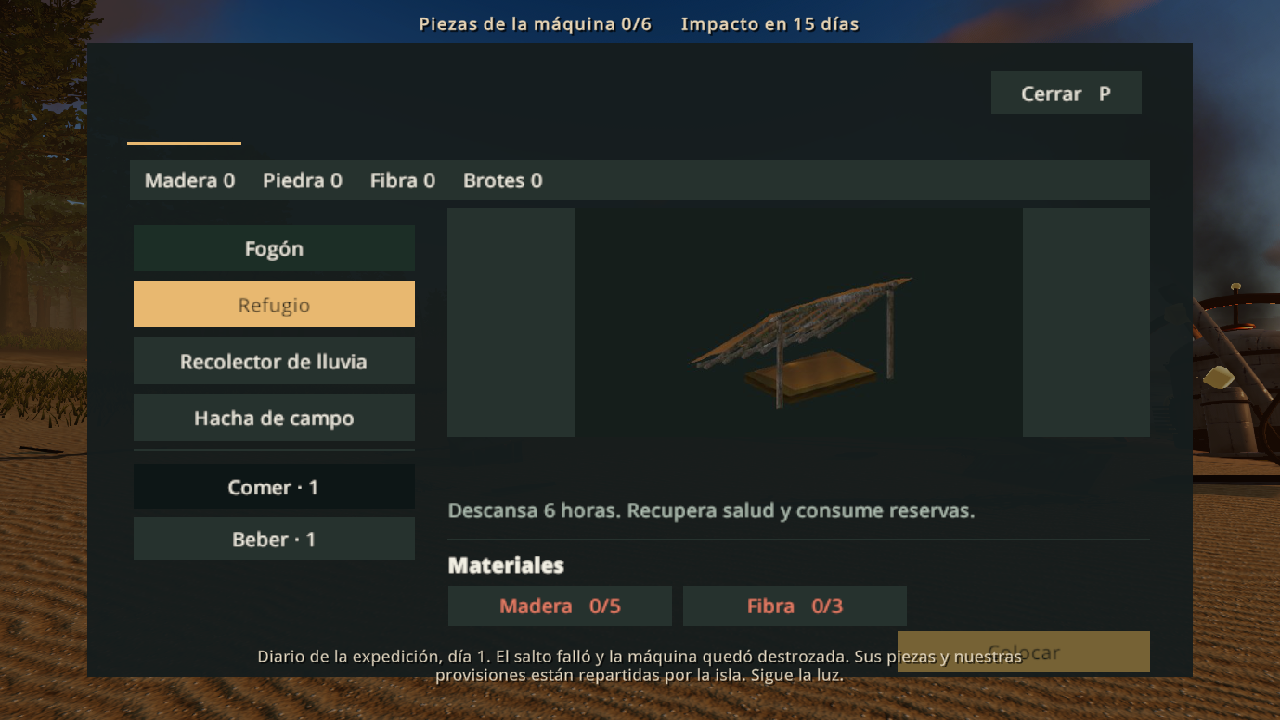 Piezas de la máquina 0/6 Impacto en 15 días
Cerrar P
Madera 0 Piedra 0 Fibra 0 Brotes 0
Fogón
Refugio
Recolector de lluvia
Hacha de campo
Comer · 1
Beber · 1
Descansa 6 horas. Recupera salud y consume reservas.
Materiales
Madera 0/5 Fibra 0/3
Colocar
Diario de la expedición, día 1. El salto falló y la máquina quedó destrozada. Sus piezas y nuestras
provisiones están repartidas por la isla. Sigue la luz.